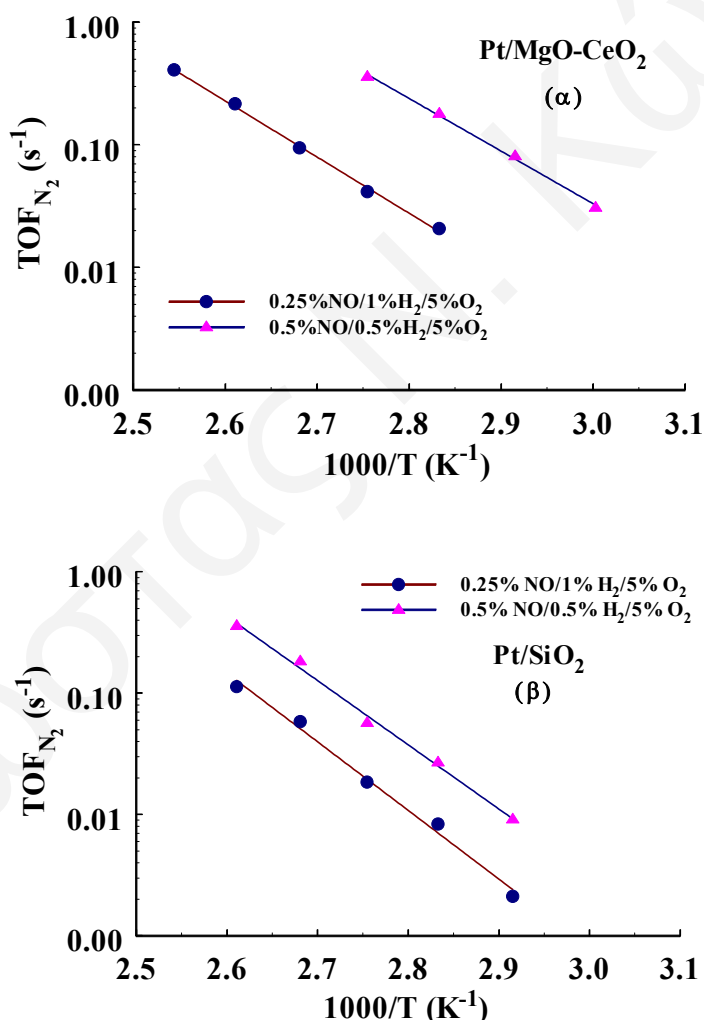 1.00
0.10
0.01
0.00
TOF_N₂ (s⁻¹)
Pt/MgO-CeO₂
(α)
0.25%NO/1%H₂/5%O₂
0.5%NO/0.5%H₂/5%O₂
2.5 2.6 2.7 2.8 2.9 3.0 3.1
1000/T (K⁻¹)
1.00
0.10
0.01
0.00
TOF_N₂ (s⁻¹)
0.25% NO/1% H₂/5% O₂
0.5% NO/0.5% H₂/5% O₂
Pt/SiO₂
(β)
2.5 2.6 2.7 2.8 2.9 3.0 3.1
1000/T (K⁻¹)